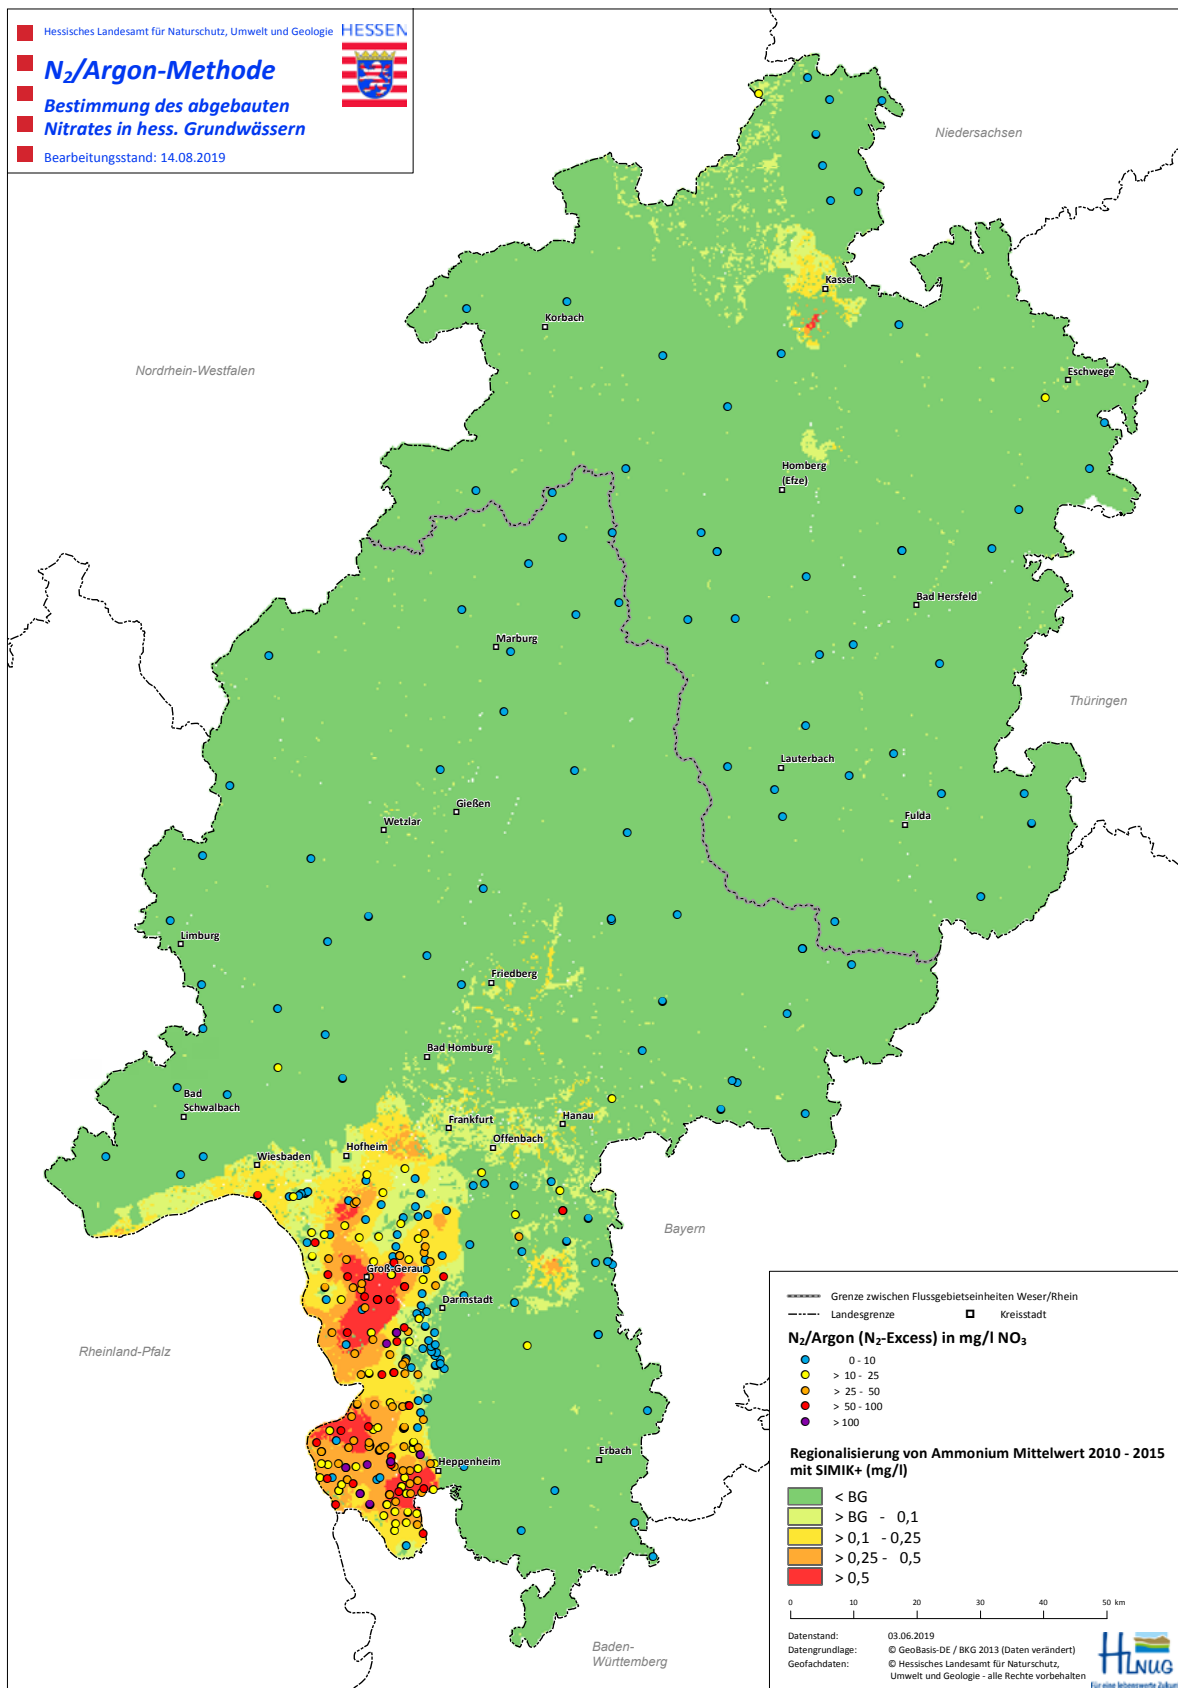 Hessisches Landesamt für Naturschutz, Umwelt und Geologie
HESSEN
N₂/Argon-Methode
Bestimmung des abgebauten
Nitrates in hess. Grundwässern
Bearbeitungsstand: 14.08.2019
Niedersachsen
Kassel
Korbach
Nordrhein-Westfalen
Eschwege
Homberg
(Efze)
Bad Hersfeld
Marburg
Thüringen
Lauterbach
Gießen
Wetzlar
Fulda
Limburg
Friedberg
Bad Homburg
Bad
Schwalbach
Frankfurt
Hanau
Offenbach
Hofheim
Wiesbaden
Bayern
Groß-Gerau
Darmstadt
Rheinland-Pfalz
Erbach
Heppenheim
Baden-
Württemberg
Grenze zwischen Flussgebietseinheiten Weser/Rhein
Landesgrenze Kreisstadt
N₂/Argon (N₂-Excess) in mg/l NO₃
0 - 10
> 10 - 25
> 25 - 50
> 50 - 100
> 100
Regionalisierung von Ammonium Mittelwert 2010 - 2015
mit SIMIK+ (mg/l)
< BG
> BG - 0,1
> 0,1 - 0,25
> 0,25 - 0,5
> 0,5
0 10 20 30 40 50 km
Datenstand: 03.06.2019
Datengrundlage: © GeoBasis-DE / BKG 2013 (Daten verändert)
Geofachdaten: © Hessisches Landesamt für Naturschutz,
Umwelt und Geologie - alle Rechte vorbehalten
HLNUG
Für eine lebenswerte Zukunft